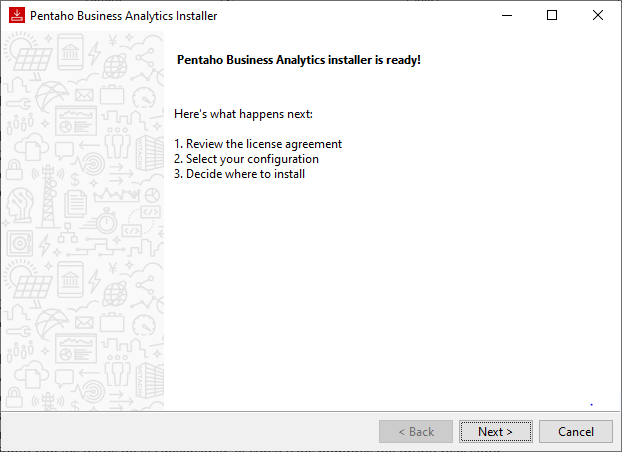 Pentaho Business Analytics Installer
Pentaho Business Analytics installer is ready!
Here's what happens next:
1. Review the license agreement
2. Select your configuration
3. Decide where to install
< Back
Next >
Cancel